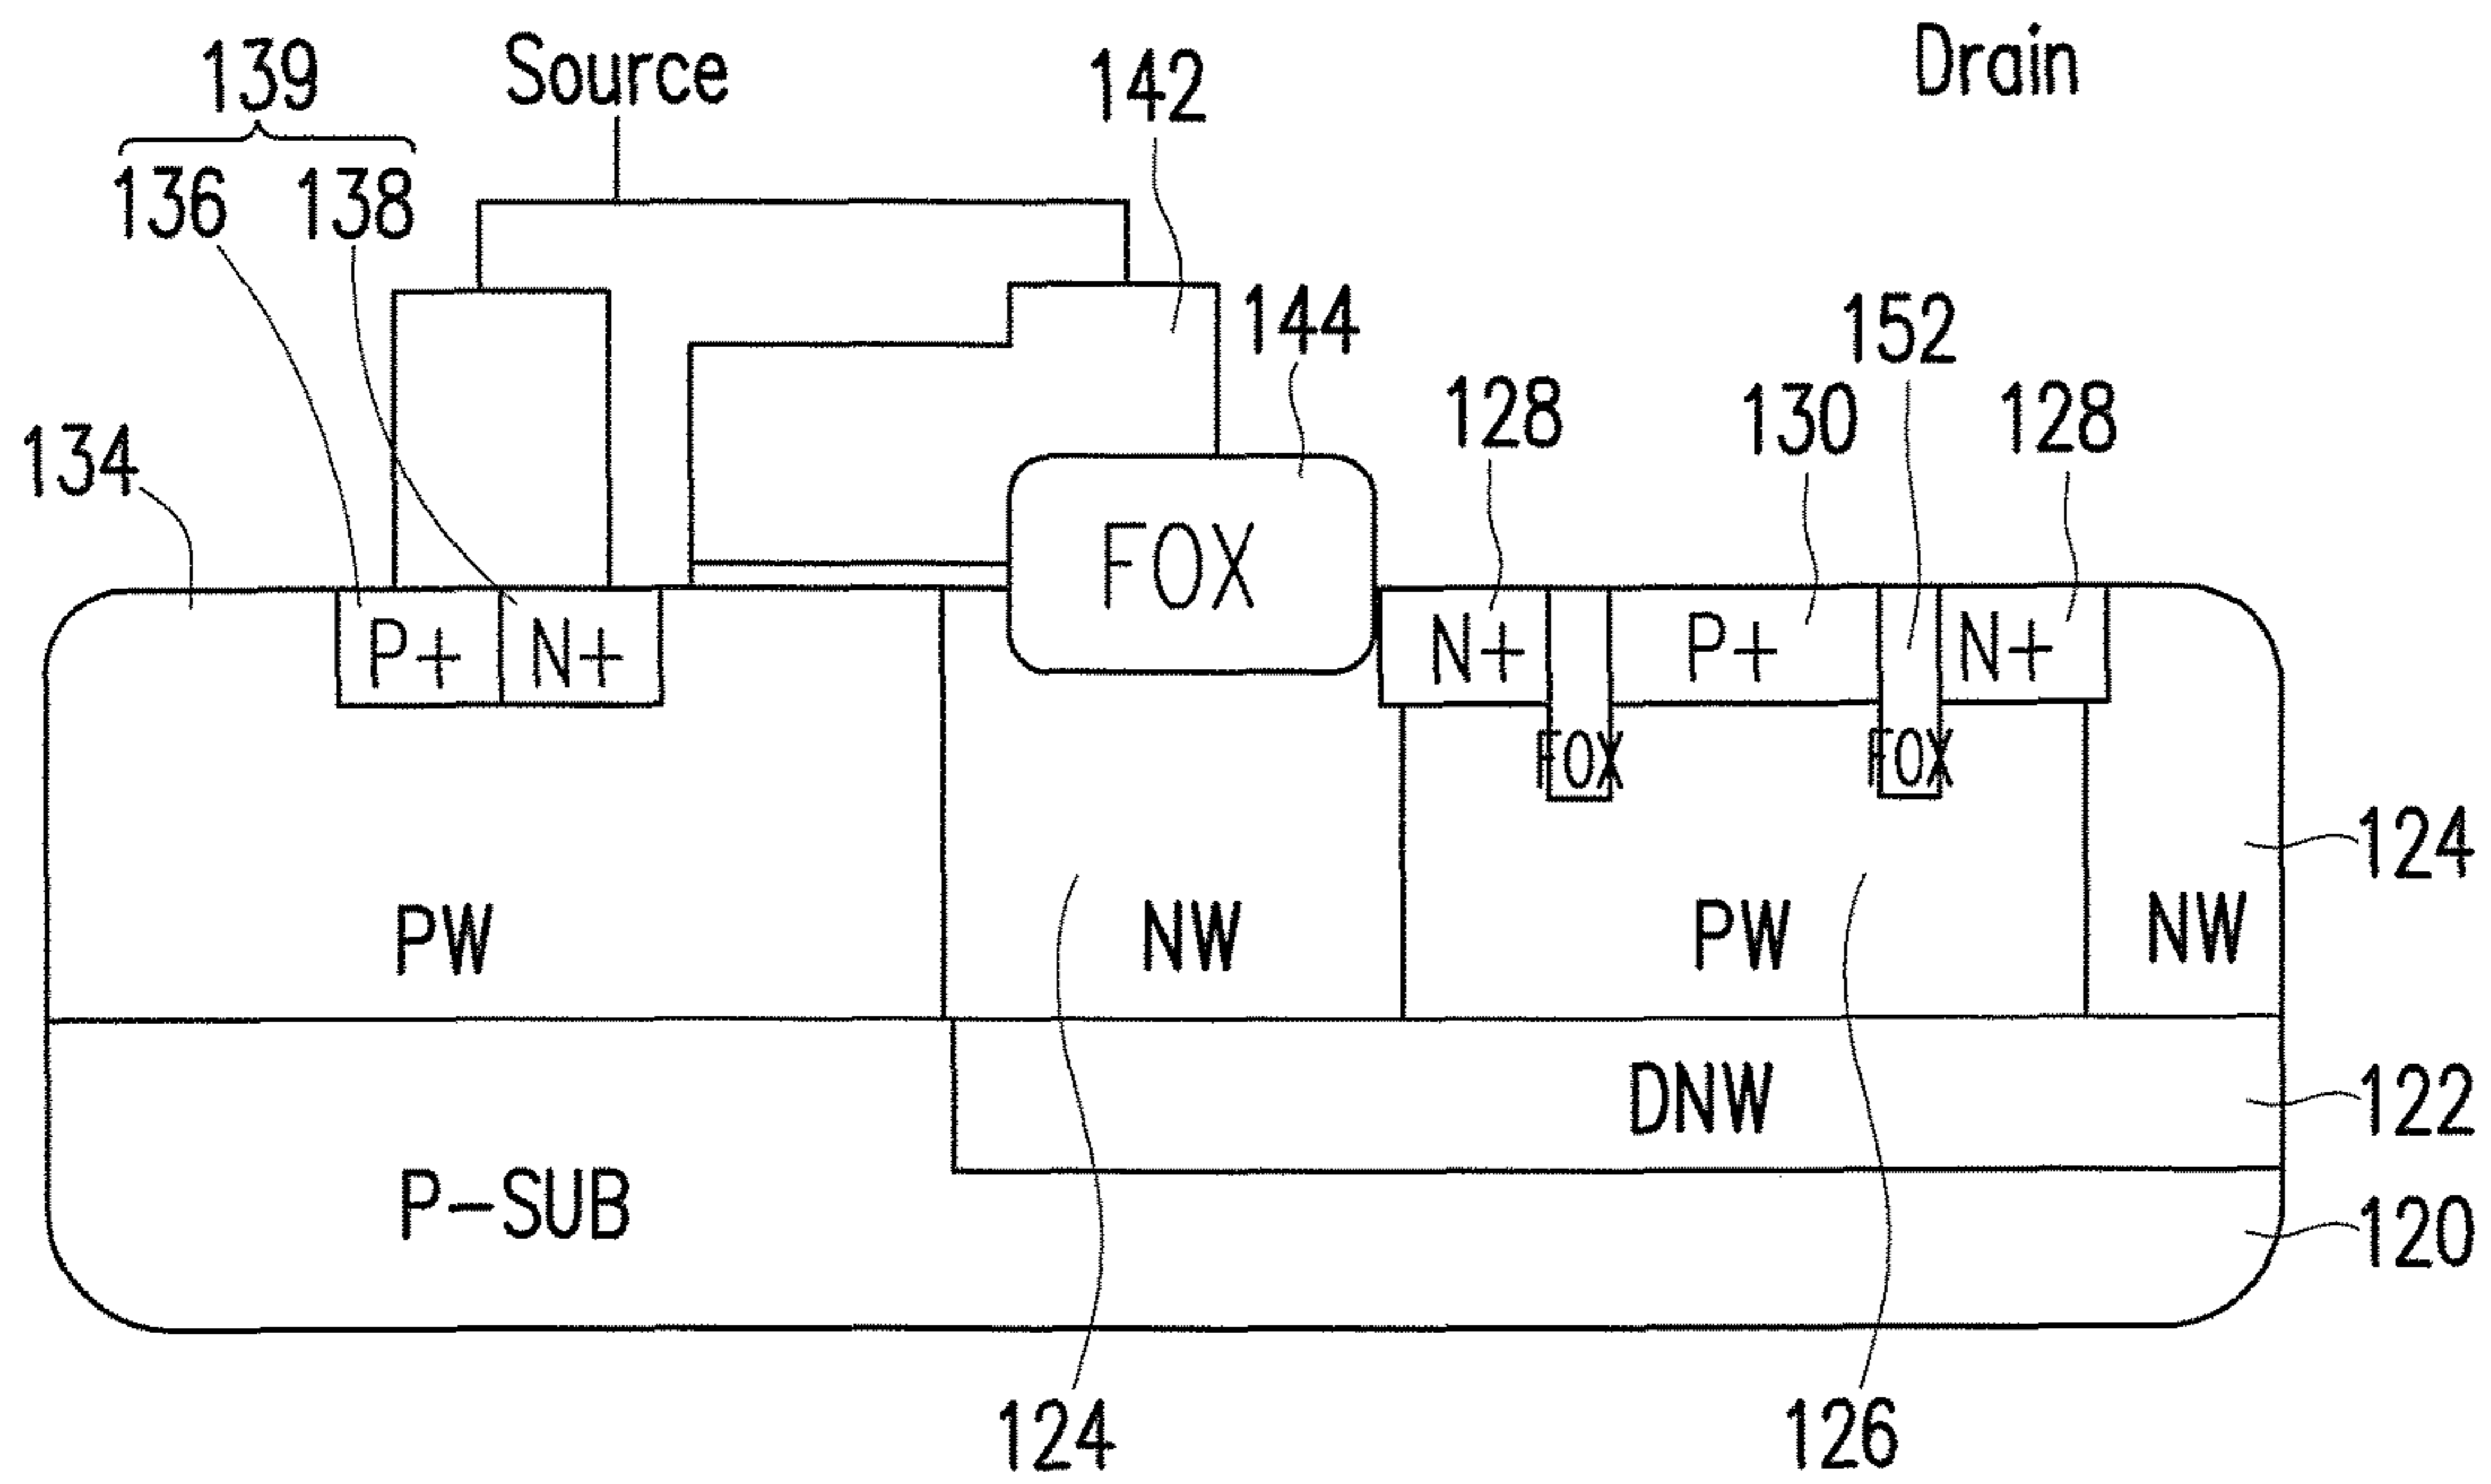 139 Source 142 Drain
136 138
144
152
128 130 128
134
FOX
P+ N+ N+ P+ N+
FOX FOX
124
PW NW PW NW
DNW 122
P-SUB 120
124 126